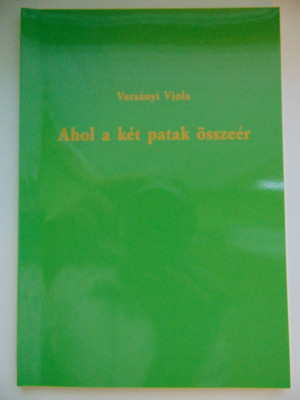 Varsányi Viola
Ahol a két patak összeér